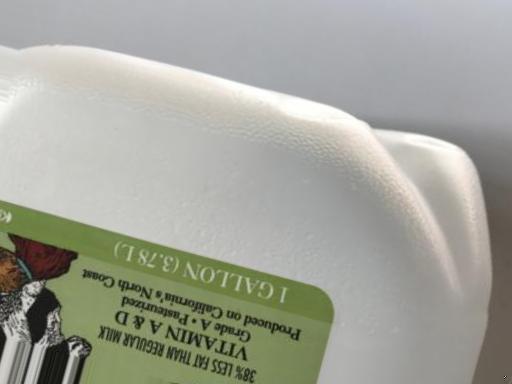 38% LESS FAT THAN REGULAR MILK
VITAMIN A & D
Grade A • Pasteurized
Produced on California's North Coast
1 GALLON (3.78 L)